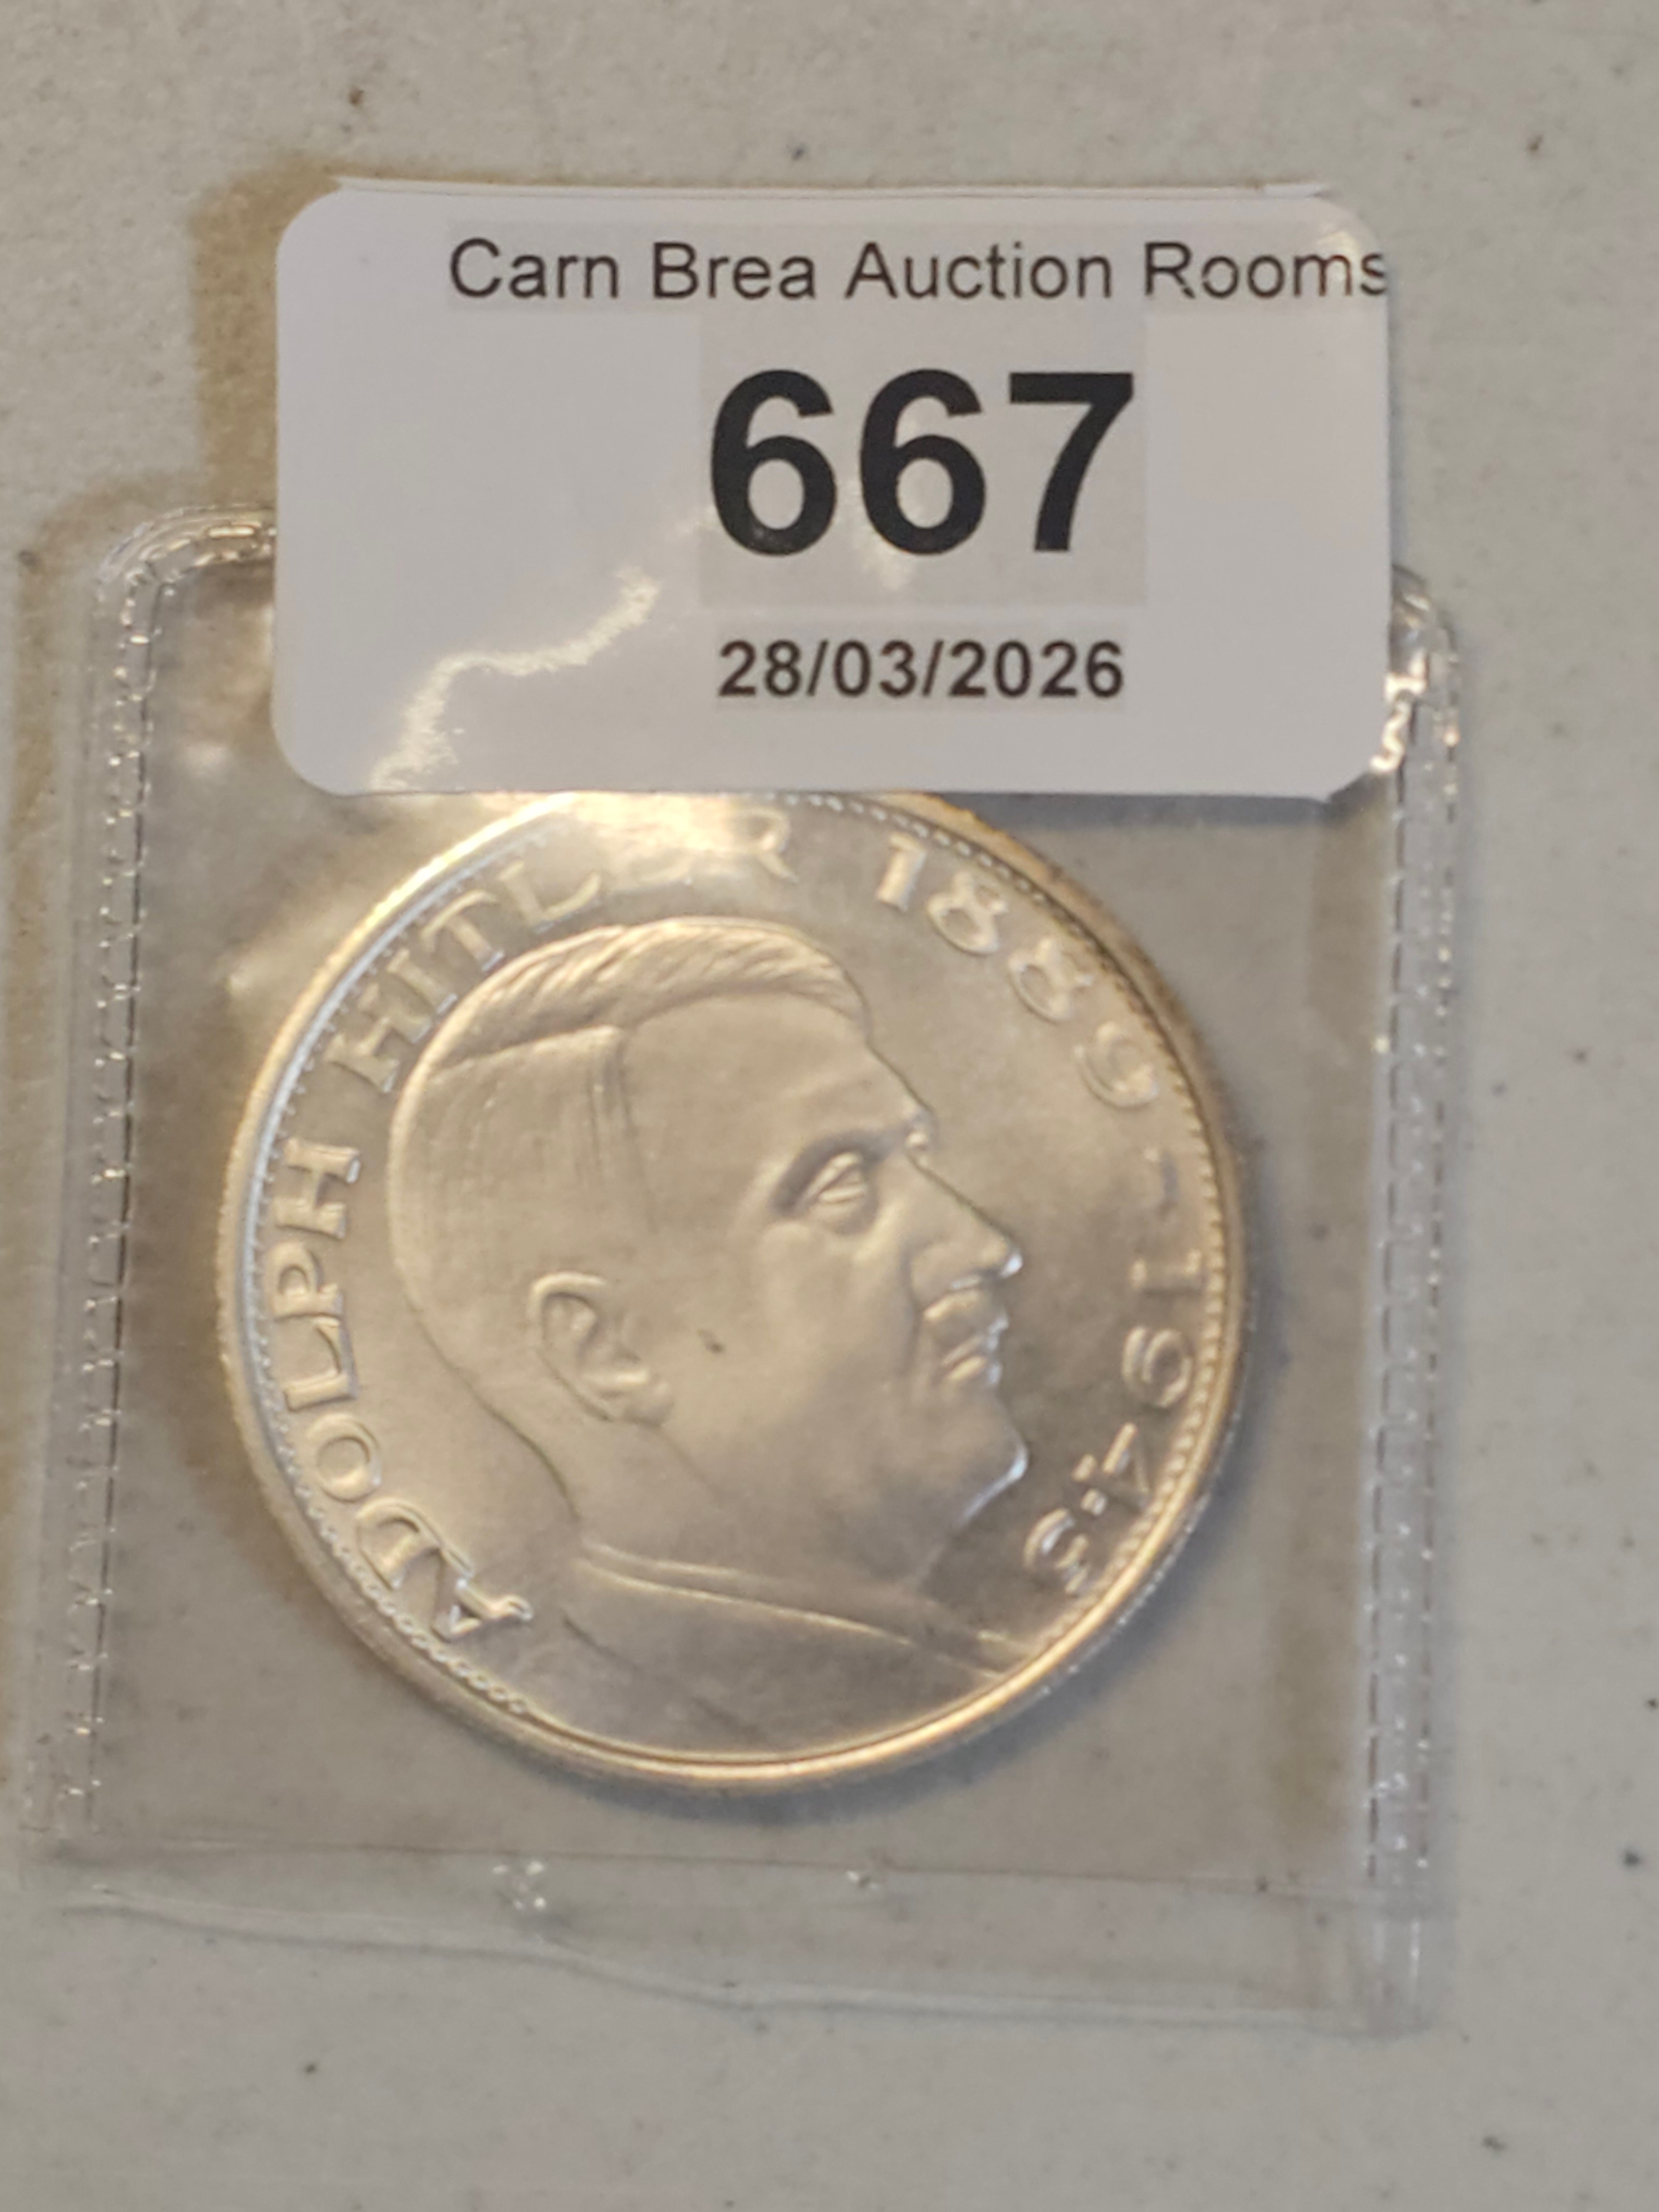 Carn Brea Auction Rooms
667
28/03/2026
ADOLPH HITLER 1889-1945